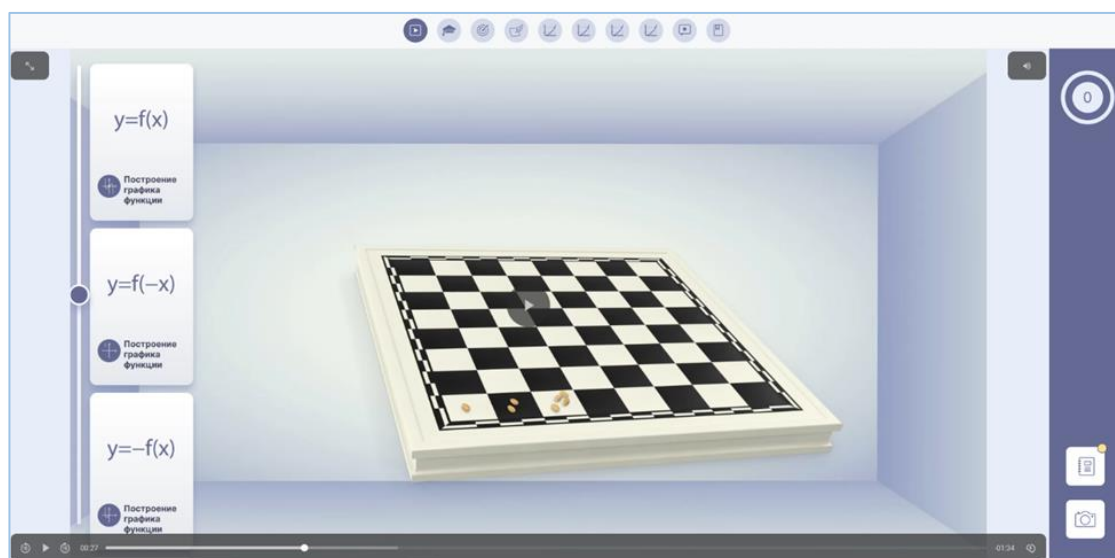 0
y=f(x)
Построение
графика
функции
y=f(−x)
Построение
графика
функции
y=−f(x)
Построение
графика
функции
00:27
01:34